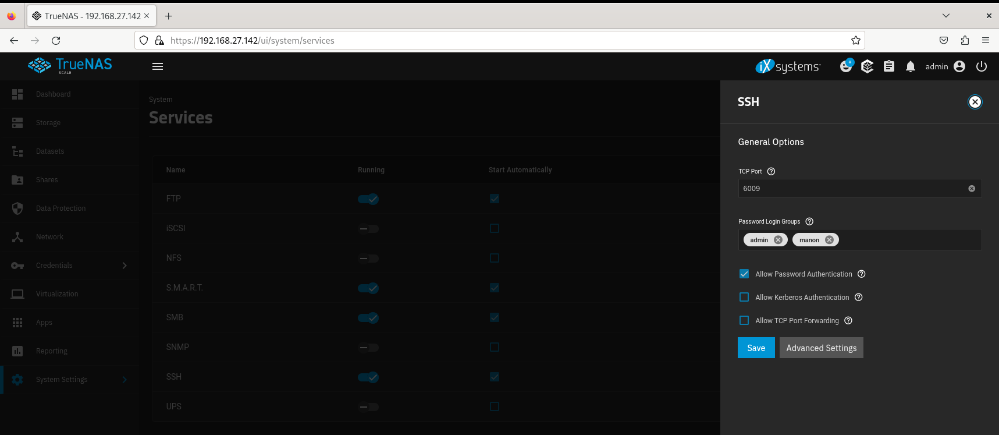 TrueNAS - 192.168.27.142
https://192.168.27.142/ui/system/services
TrueNAS
SCALE
iXsystems
admin
Dashboard
Storage
Datasets
Shares
Data Protection
Network
Credentials
Virtualization
Apps
Reporting
System Settings
System
Services
Name Running Start Automatically
FTP
iSCSI
NFS
S.M.A.R.T.
SMB
SNMP
SSH
UPS
SSH
General Options
TCP Port
6009
Password Login Groups
admin manon
Allow Password Authentication
Allow Kerberos Authentication
Allow TCP Port Forwarding
Save Advanced Settings